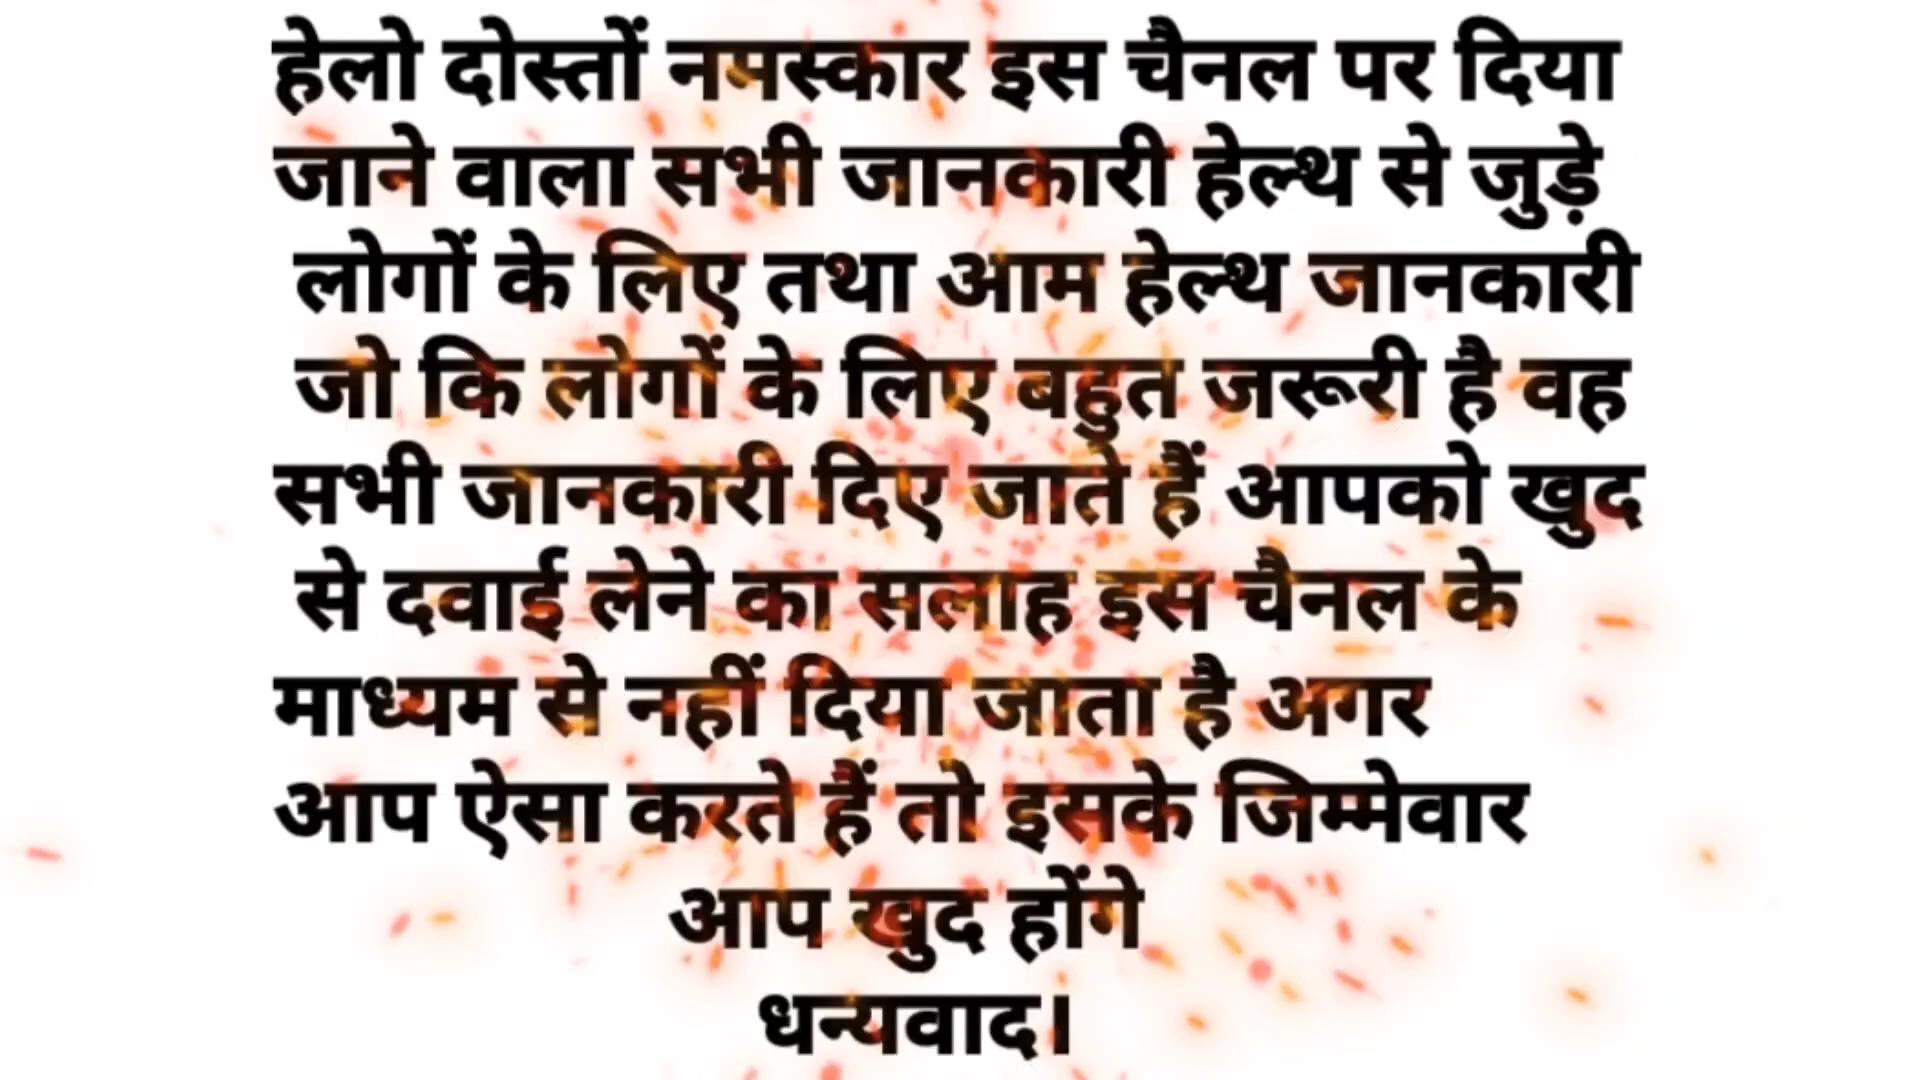 हेलो दोस्तों नमस्कार इस चैनल पर दिया
जाने वाला सभी जानकारी हेल्थ से जुड़े
लोगों के लिए तथा आम हेल्थ जानकारी
जो कि लोगों के लिए बहुत जरूरी है वह
सभी जानकारी दिए जाते हैं आपको खुद
से दवाई लेने का सलाह इस चैनल के
माध्यम से नहीं दिया जाता है अगर
आप ऐसा करते हैं तो इसके जिम्मेवार
आप खुद होंगे
धन्यवाद।